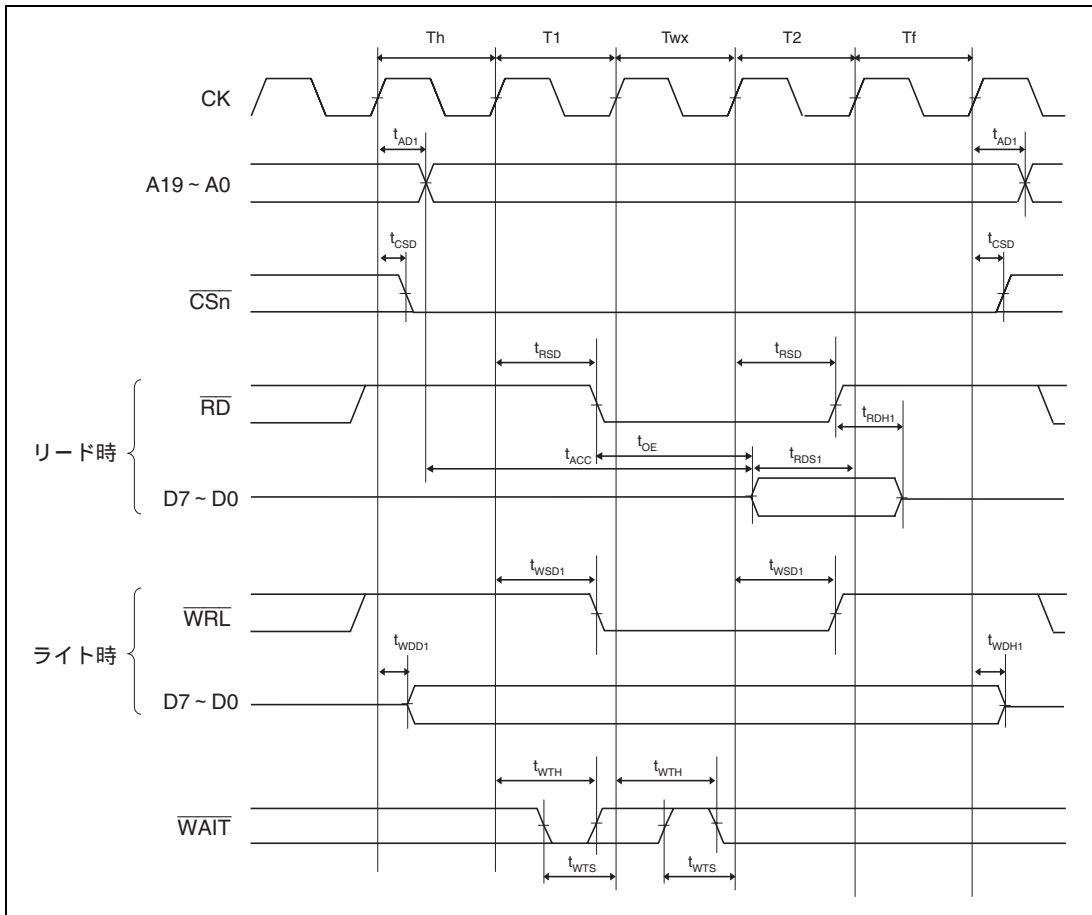 Th T1 Twx T2 Tf
CK
tAD1 tAD1
A19 ~ A0
tCSD tCSD
CSn
tRSD tRSD
RD
tRDH1
リード時
tOE
tACC tRDS1
D7 ~ D0
tWSD1 tWSD1
WRL
ライト時
tWDD1 tWDH1
D7 ~ D0
tWTH tWTH
WAIT
tWTS tWTS